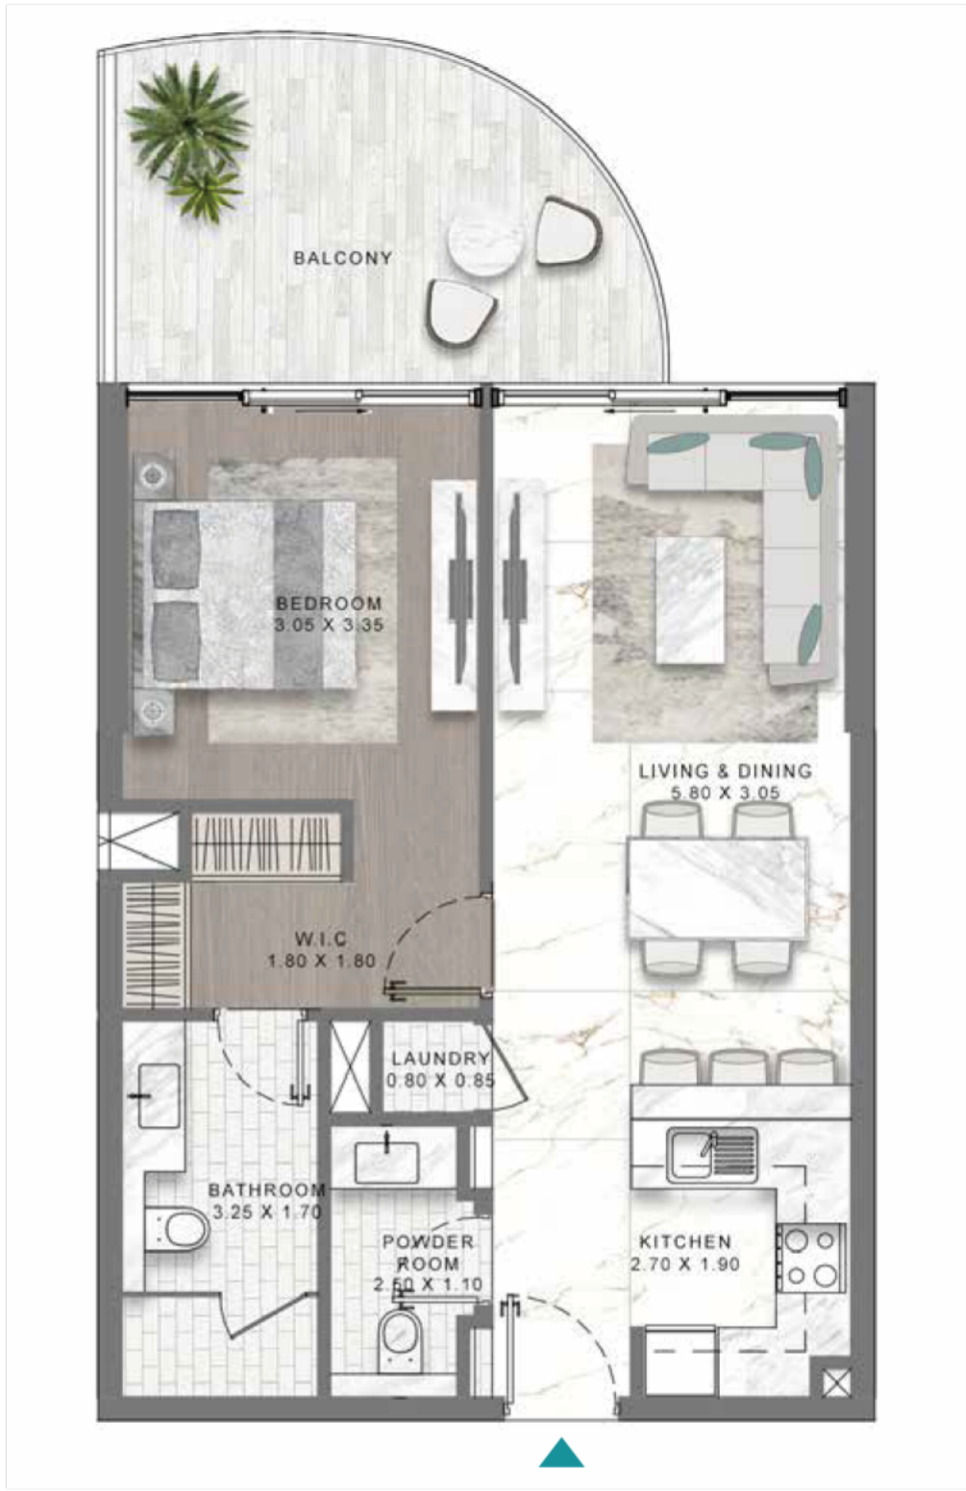 BALCONY
BEDROOM
3.05 X 3.35
LIVING & DINING
5.80 X 3.05
W.I.C
1.80 X 1.80
LAUNDRY
0.80 X 0.85
BATHROOM
3.25 X 1.70
POWDER
ROOM
2.50 X 1.10
KITCHEN
2.70 X 1.90